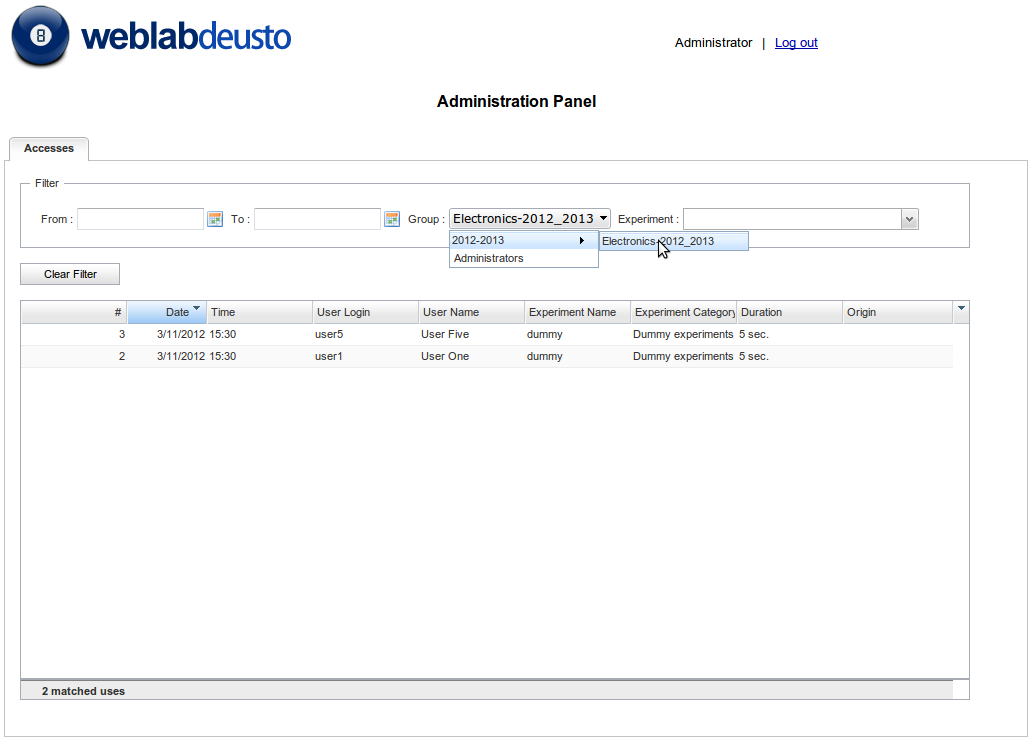 8 weblabdeusto
Administrator | Log out
Administration Panel
Accesses
Filter
From : To : Group : Electronics-2012_2013 Experiment :
2012-2013 Electronics-2012_2013
Administrators
Clear Filter
# Date Time User Login User Name Experiment Name Experiment Category Duration Origin
3 3/11/2012 15:30 user5 User Five dummy Dummy experiments 5 sec.
2 3/11/2012 15:30 user1 User One dummy Dummy experiments 5 sec.
2 matched uses